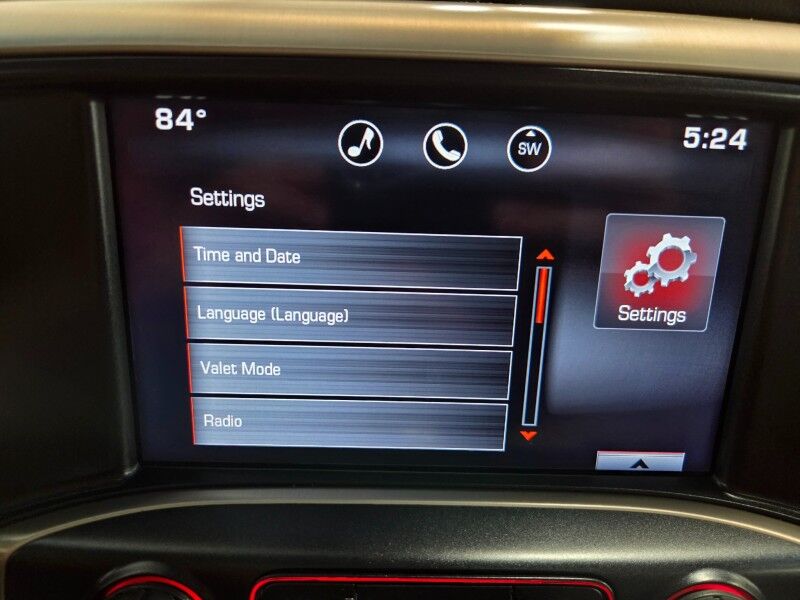 84°
SW
5:24
Settings
Time and Date
Language (Language)
Valet Mode
Radio
Settings